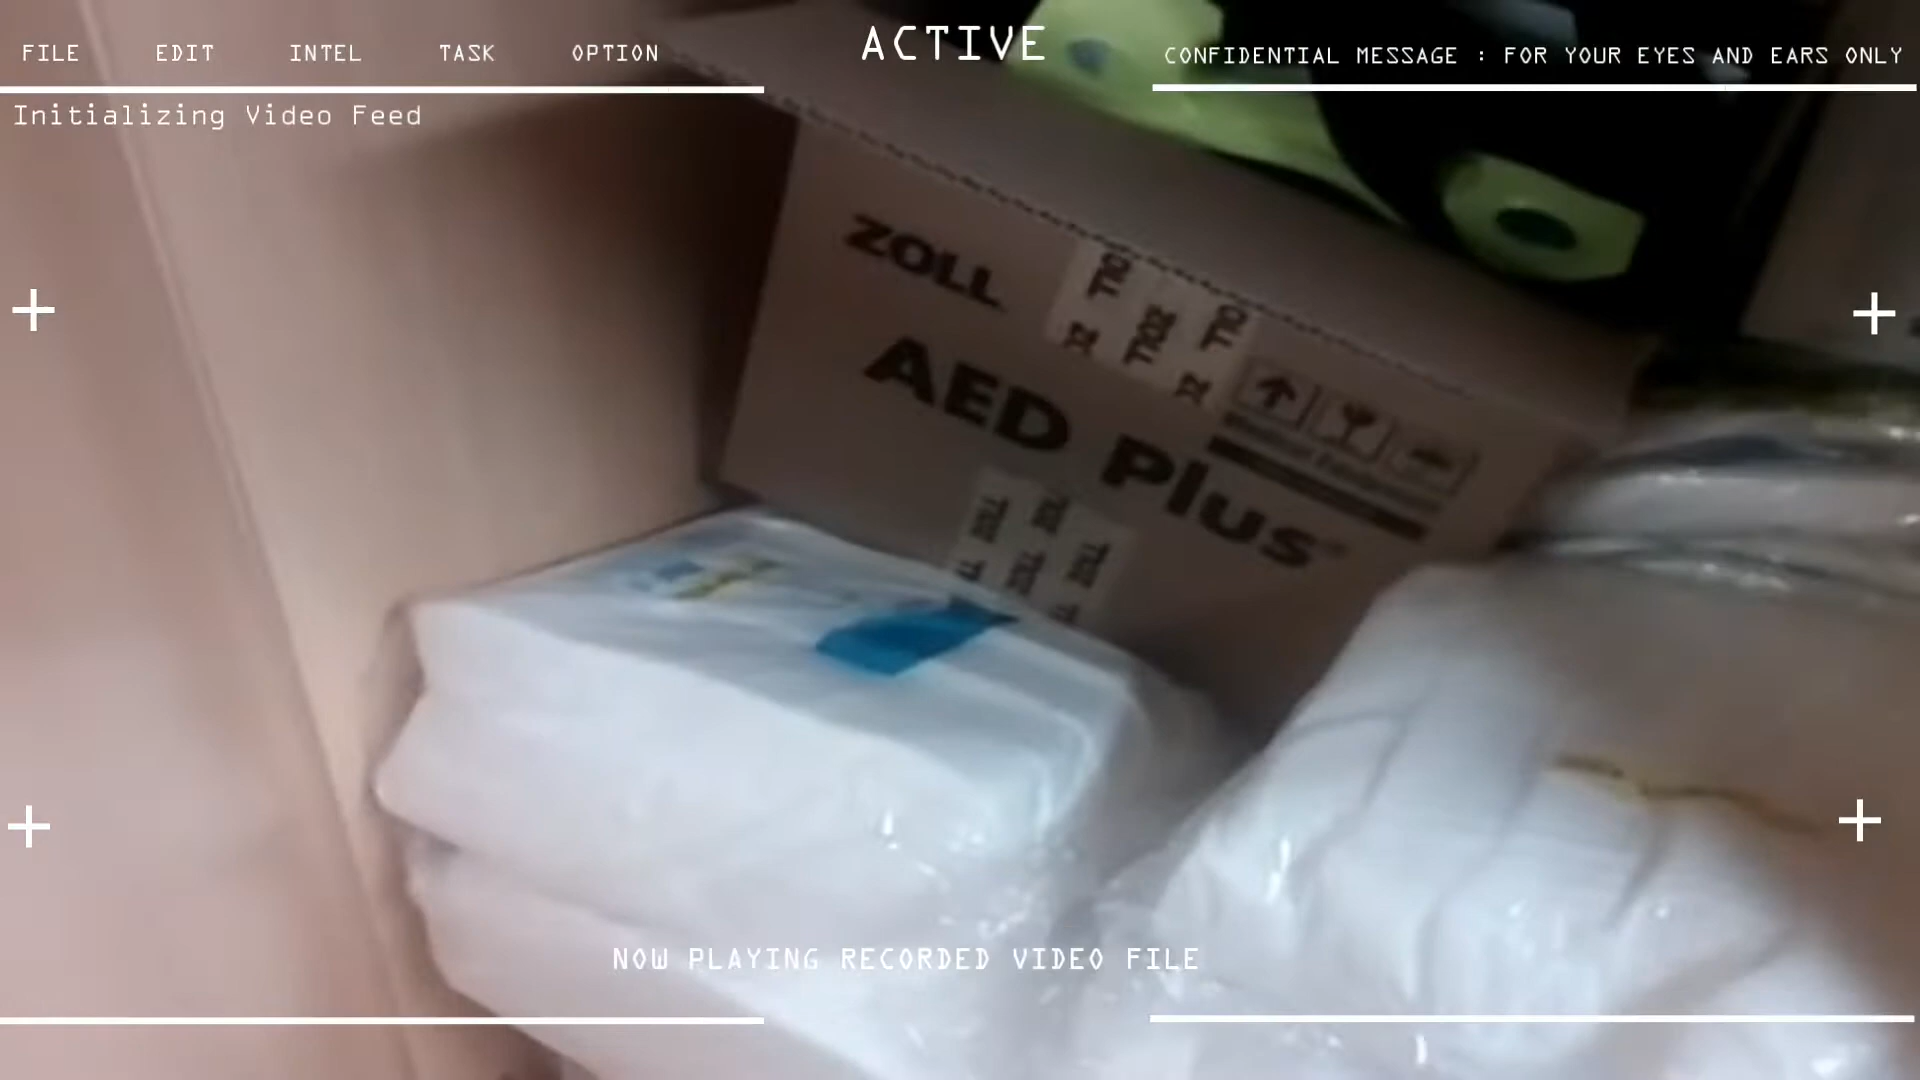 FILE EDIT INTEL TASK OPTION
ACTIVE
CONFIDENTIAL MESSAGE : FOR YOUR EYES AND EARS ONLY
Initializing Video Feed
ZOLL
ZOLL
AED Plus
NOW PLAYING RECORDED VIDEO FILE